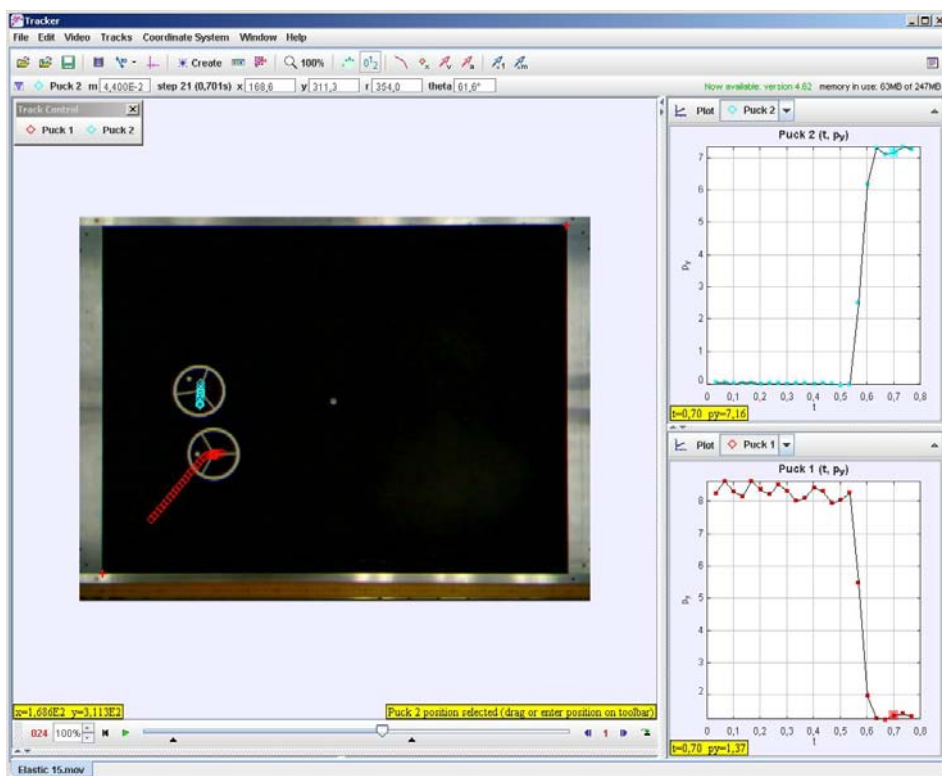 Tracker
File Edit Video Tracks Coordinate System Window Help
Create 100%
Puck 2 m 4,400E-2 step 21 (0,701s) x 168,6 y 311,3 r 354,0 theta 61,6° Now available: version 4.62 memory in use: 63MB of 247MB
Track Control
Puck 1 Puck 2
Plot Puck 2
Puck 2 (t, py)
7
6
5
4
3
2
1
0
py
0 0,1 0,2 0,3 0,4 0,5 0,6 0,7 0,8
t
t=0,70 py=7,16
Plot Puck 1
Puck 1 (t, py)
8
7
6
5
4
3
2
py
0 0,1 0,2 0,3 0,4 0,5 0,6 0,7 0,8
t
t=0,70 py=1,37
x=1,686E2 y=3,113E2
Puck 2 position selected (drag or enter position on toolbar)
024 100% 1
Elastic 15.mov